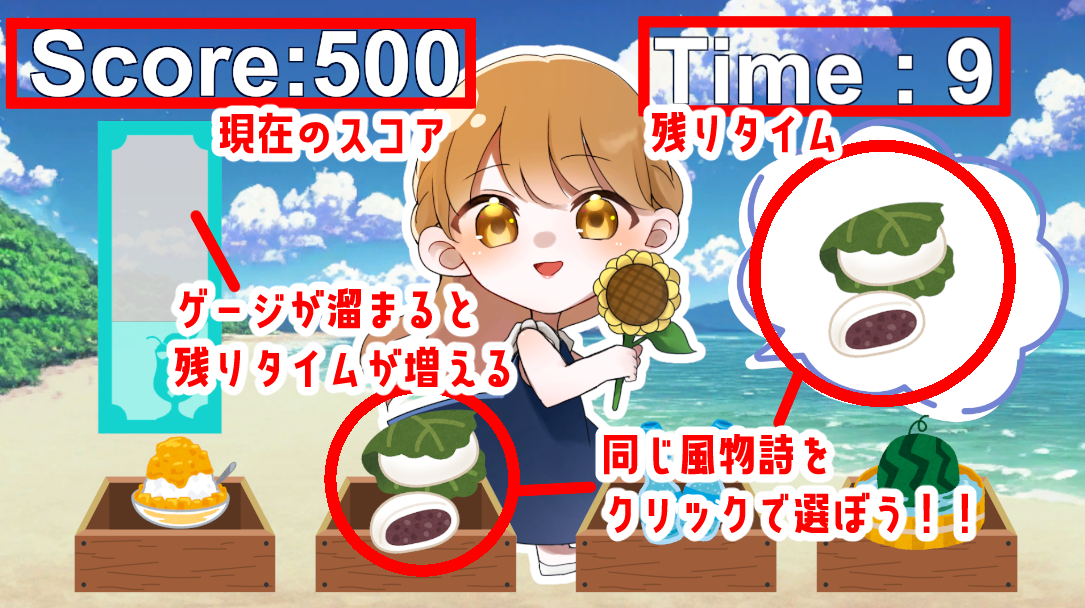 Score:500
Time : 9
現在のスコア
残りタイム
ゲージが溜まると
残りタイムが増える
同じ風物詩を
クリックで選ぼう！！